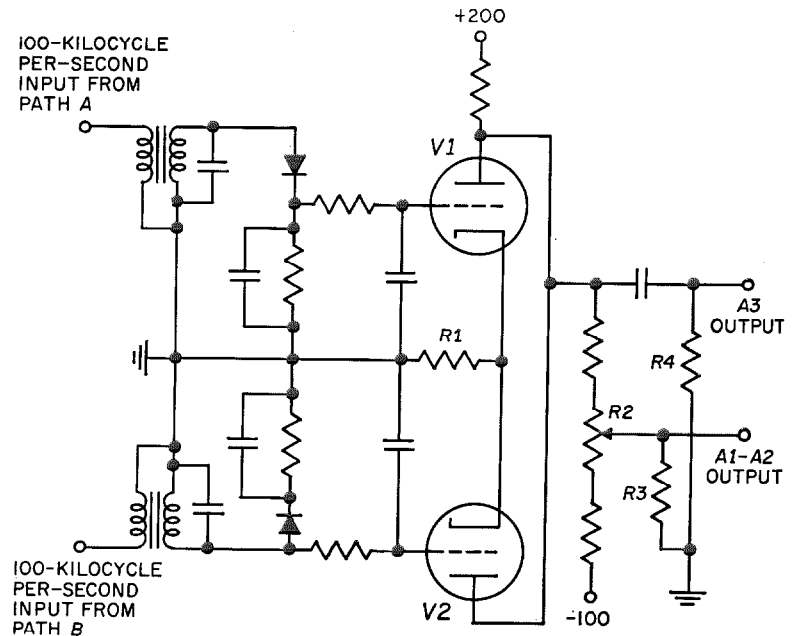 +200
100-KILOCYCLE
PER-SECOND
INPUT FROM
PATH A
V1
A3
OUTPUT
R1
R4
R2
A1-A2
OUTPUT
R3
100-KILOCYCLE
PER-SECOND
INPUT FROM
PATH B
V2
-100